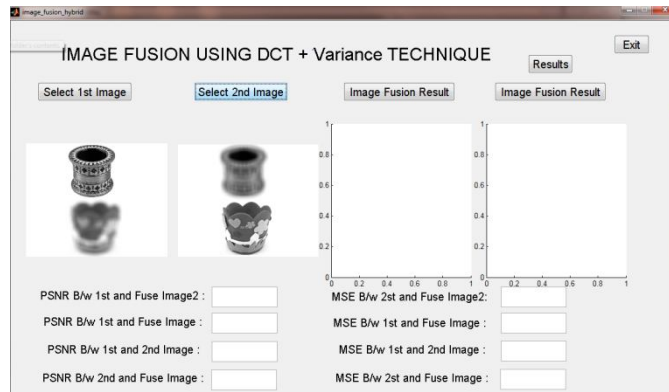 image_fusion_hybrid
IMAGE FUSION USING DCT + Variance TECHNIQUE
Results
Exit
Select 1st Image
Select 2nd Image
Image Fusion Result
Image Fusion Result
1
0.8
0.6
0.4
0.2
0
0 0.2 0.4 0.6 0.8 1
1
0.8
0.6
0.4
0.2
0
0 0.2 0.4 0.6 0.8 1
PSNR B/w 1st and Fuse Image2 :
MSE B/w 2st and Fuse Image2:
PSNR B/w 1st and Fuse Image :
MSE B/w 1st and Fuse Image :
PSNR B/w 1st and 2nd Image :
MSE B/w 1st and 2nd Image :
PSNR B/w 2nd and Fuse Image :
MSE B/w 2st and Fuse Image :